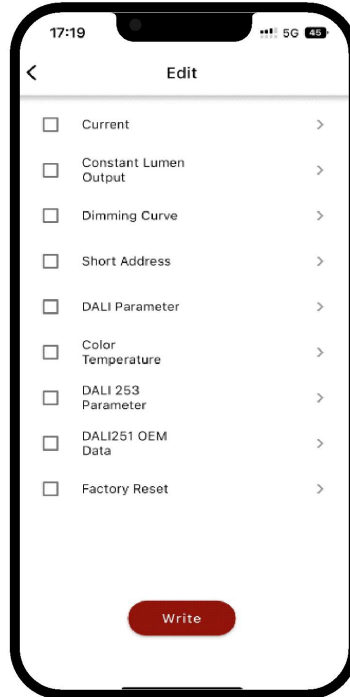 17:19
5G 45
Edit
Current
Constant Lumen
Output
Dimming Curve
Short Address
DALI Parameter
Color
Temperature
DALI 253
Parameter
DALI251 OEM
Data
Factory Reset
Write